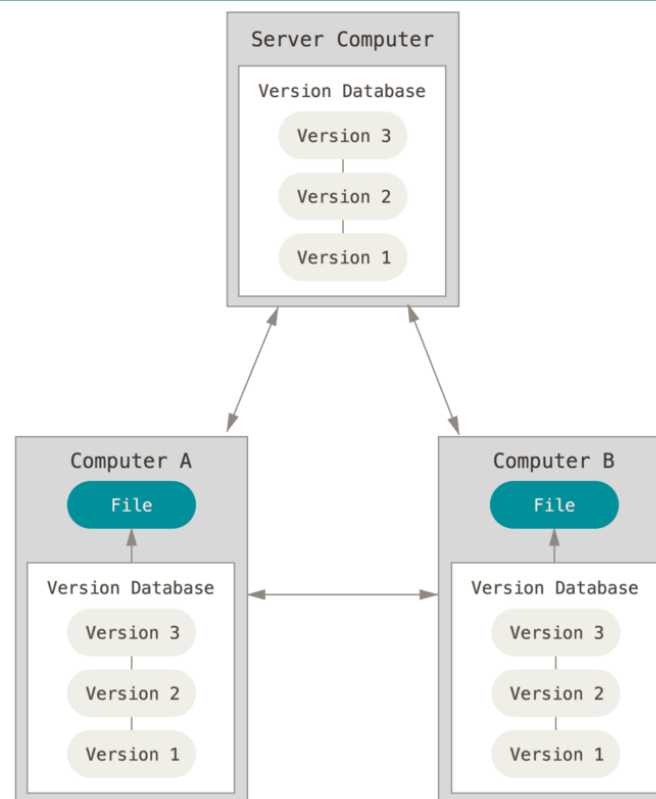 Server Computer
Version Database
Version 3
Version 2
Version 1
Computer A
File
Version Database
Version 3
Version 2
Version 1
Computer B
File
Version Database
Version 3
Version 2
Version 1